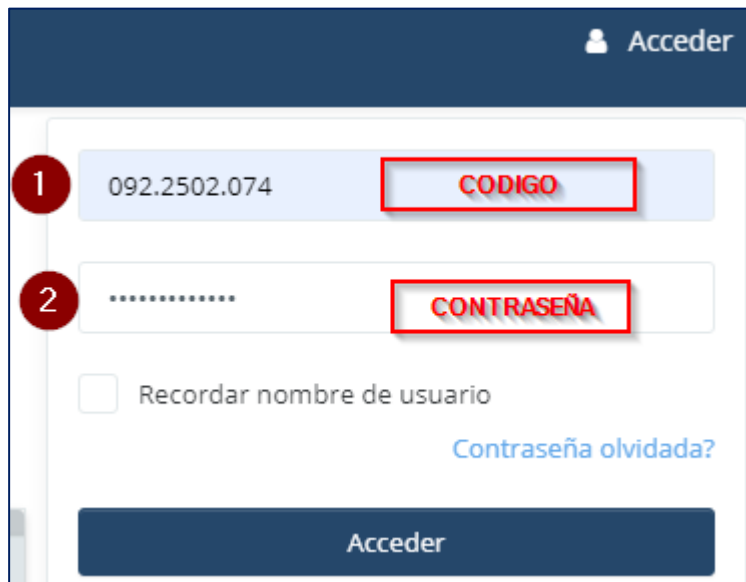 Acceder
1 092.2502.074 CODIGO
2 ············· CONTRASEÑA
Recordar nombre de usuario
Contraseña olvidada?
Acceder